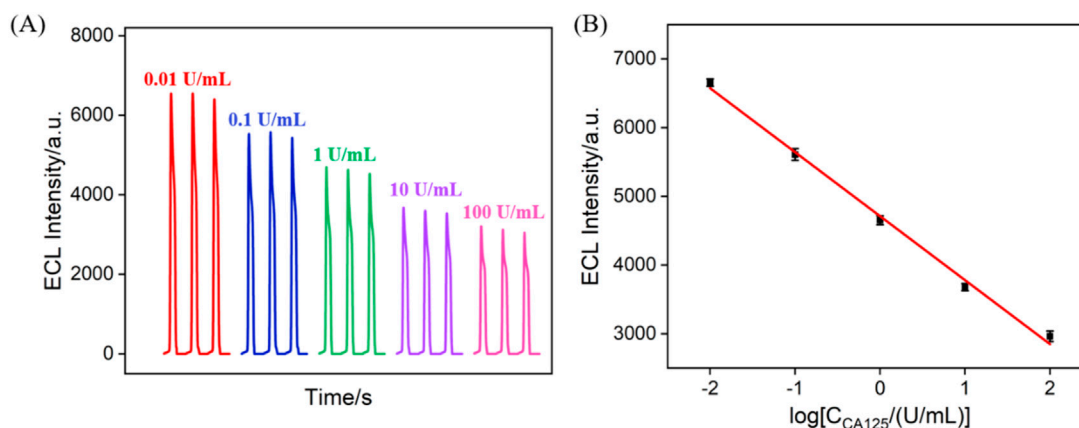 (A)
8000
6000
4000
2000
0
ECL Intensity/a.u.
0.01 U/mL
0.1 U/mL
1 U/mL
10 U/mL
100 U/mL
Time/s
(B)
7000
6000
5000
4000
3000
ECL Intensity/a.u.
-2 -1 0 1 2
log[C_CA125/(U/mL)]